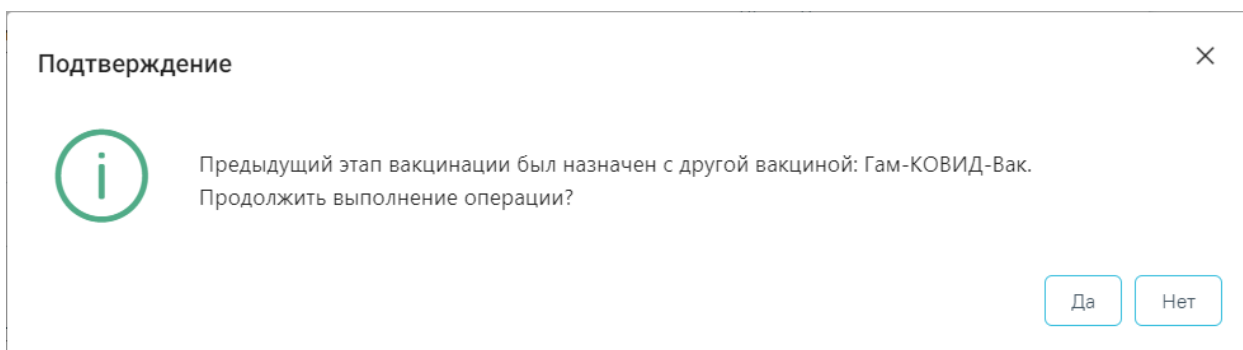 Подтверждение
Предыдущий этап вакцинации был назначен с другой вакциной: Гам-КОВИД-Вак.
Продолжить выполнение операции?
Да Нет